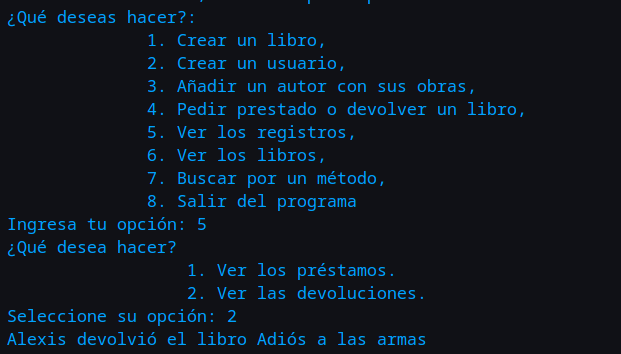 ¿Qué deseas hacer?:
1. Crear un libro,
2. Crear un usuario,
3. Añadir un autor con sus obras,
4. Pedir prestado o devolver un libro,
5. Ver los registros,
6. Ver los libros,
7. Buscar por un método,
8. Salir del programa
Ingresa tu opción: 5
¿Qué desea hacer?
1. Ver los préstamos.
2. Ver las devoluciones.
Seleccione su opción: 2
Alexis devolvió el libro Adiós a las armas